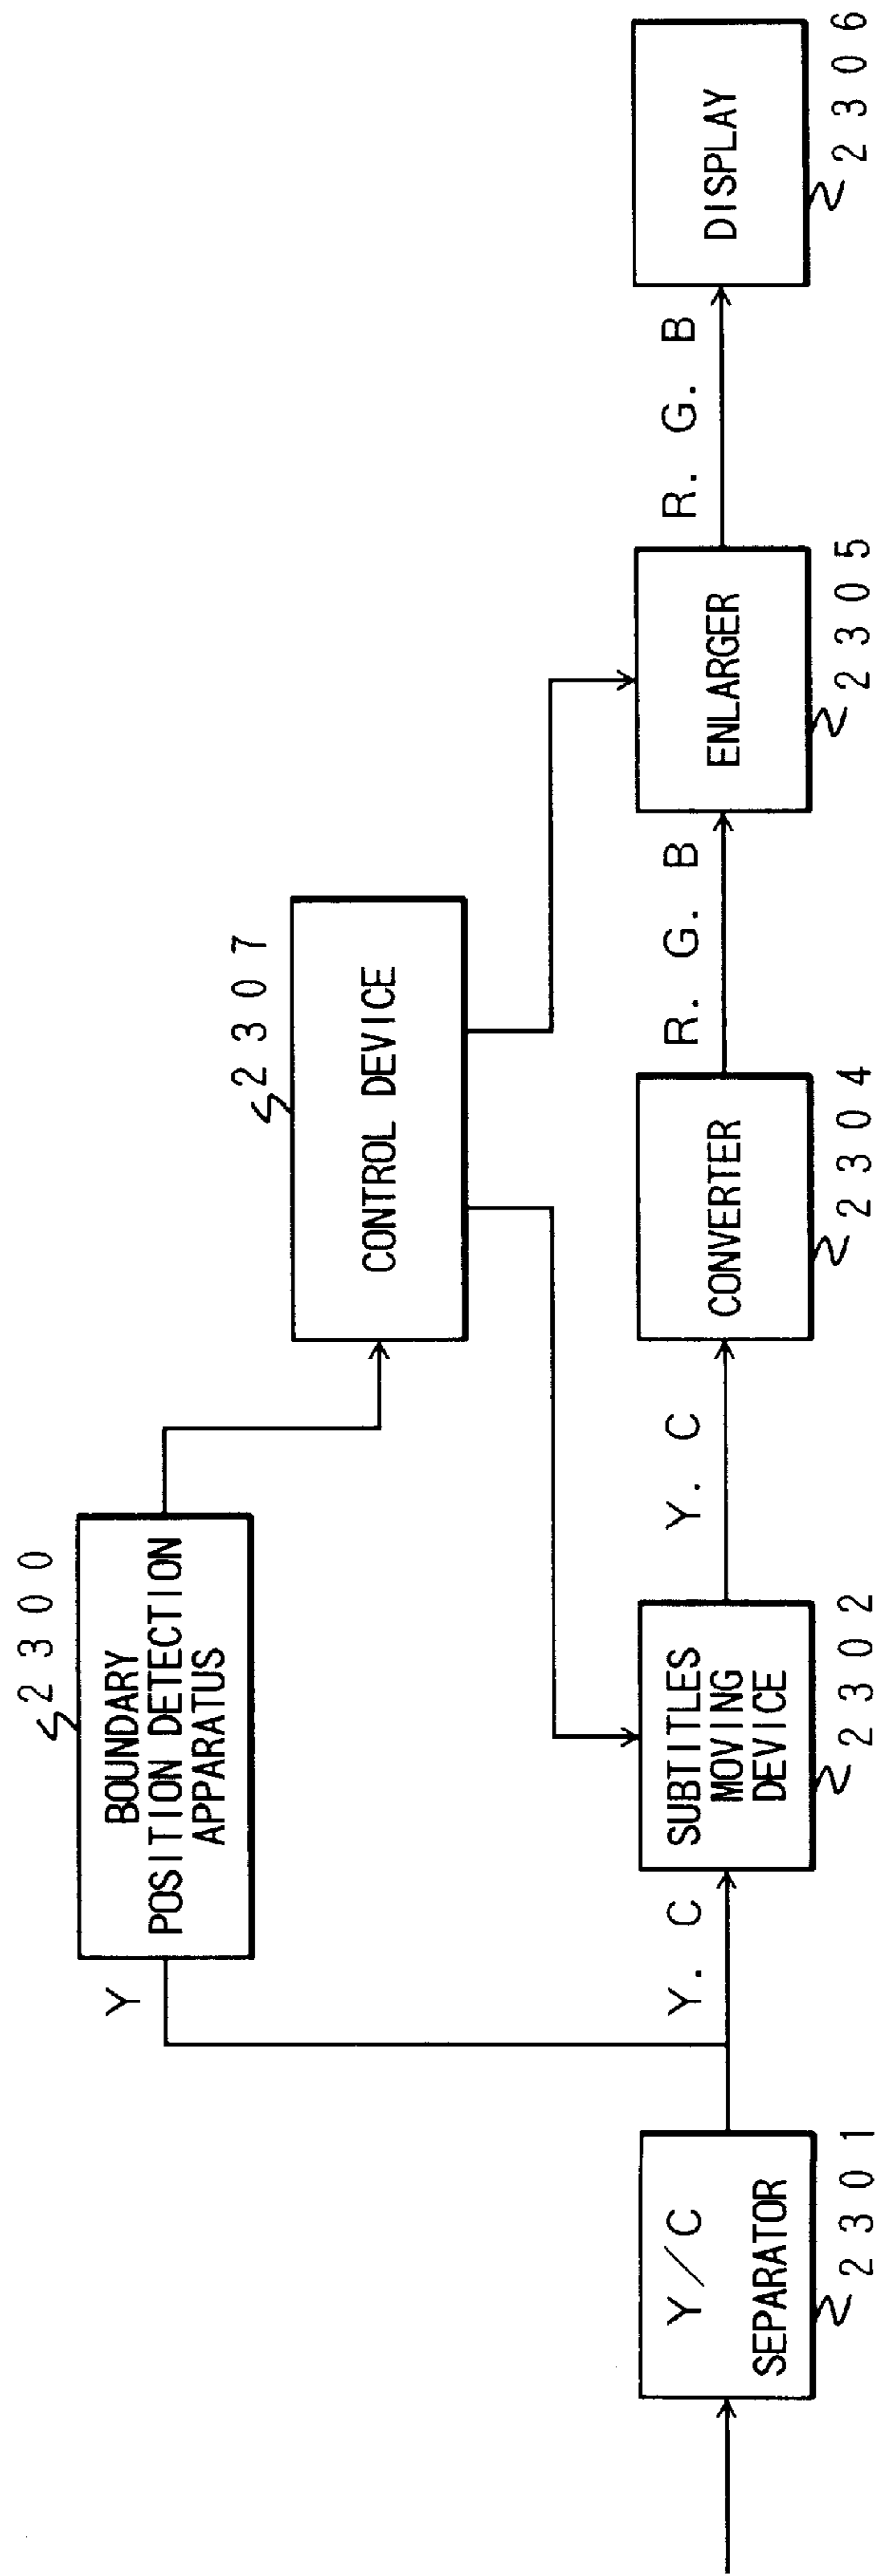 2300
BOUNDARY
POSITION DETECTION
APPARATUS
Y
2307
CONTROL DEVICE
Y/C
SEPARATOR
2301
Y. C
SUBTITLES
MOVING
DEVICE
2302
Y. C
CONVERTER
2304
R. G. B
ENLARGER
2305
R. G. B
DISPLAY
2306